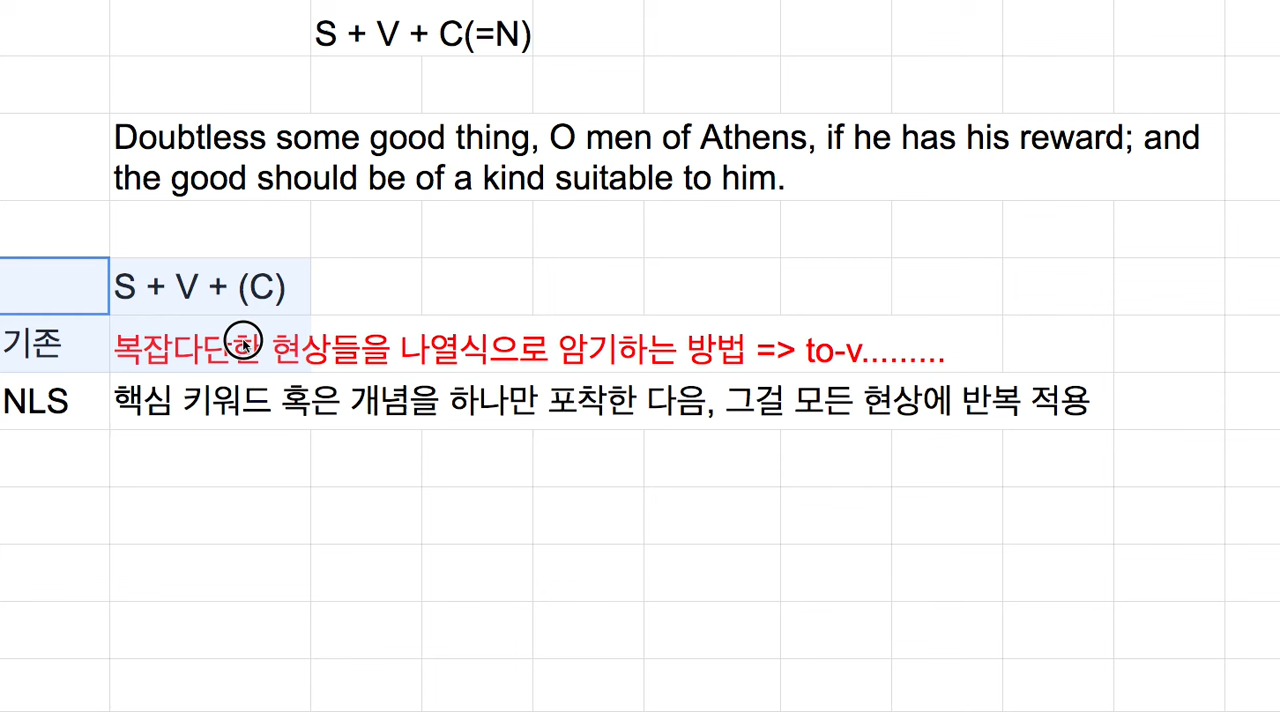 S + V + C(=N)
Doubtless some good thing, O men of Athens, if he has his reward; and
the good should be of a kind suitable to him.
S + V + (C)
기존 복잡다단한 현상들을 나열식으로 암기하는 방법 => to-v.........
NLS 핵심 키워드 혹은 개념을 하나만 포착한 다음, 그걸 모든 현상에 반복 적용